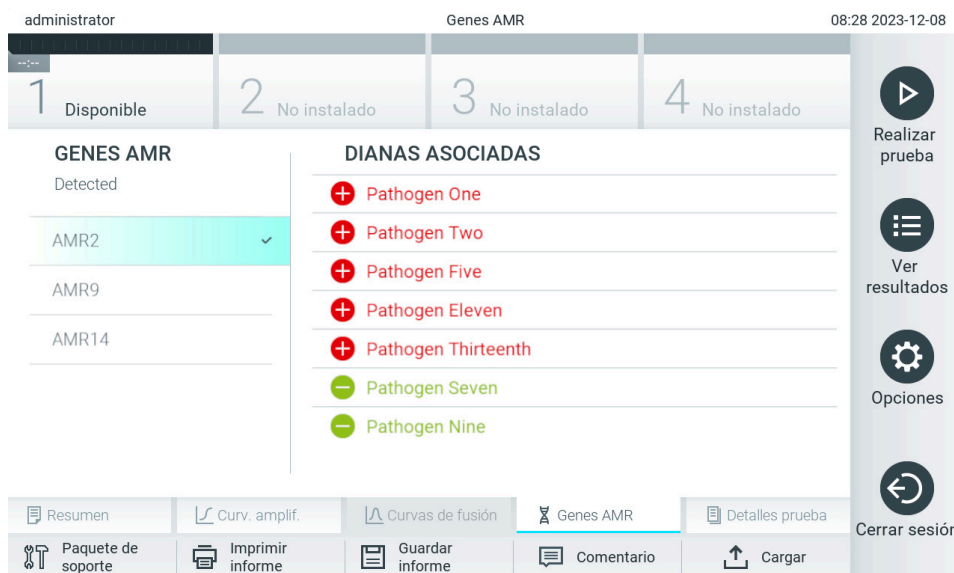 administrator
Genes AMR
08:28 2023-12-08
--:--
1 Disponible
2 No instalado
3 No instalado
4 No instalado
GENES AMR
Detected
AMR2
AMR9
AMR14
DIANAS ASOCIADAS
Pathogen One
Pathogen Two
Pathogen Five
Pathogen Eleven
Pathogen Thirteenth
Pathogen Seven
Pathogen Nine
Realizar
prueba
Ver
resultados
Opciones
Cerrar sesión
Resumen
Curv. amplif.
Curvas de fusión
Genes AMR
Detalles prueba
Paquete de
soporte
Imprimir
informe
Guardar
informe
Comentario
Cargar